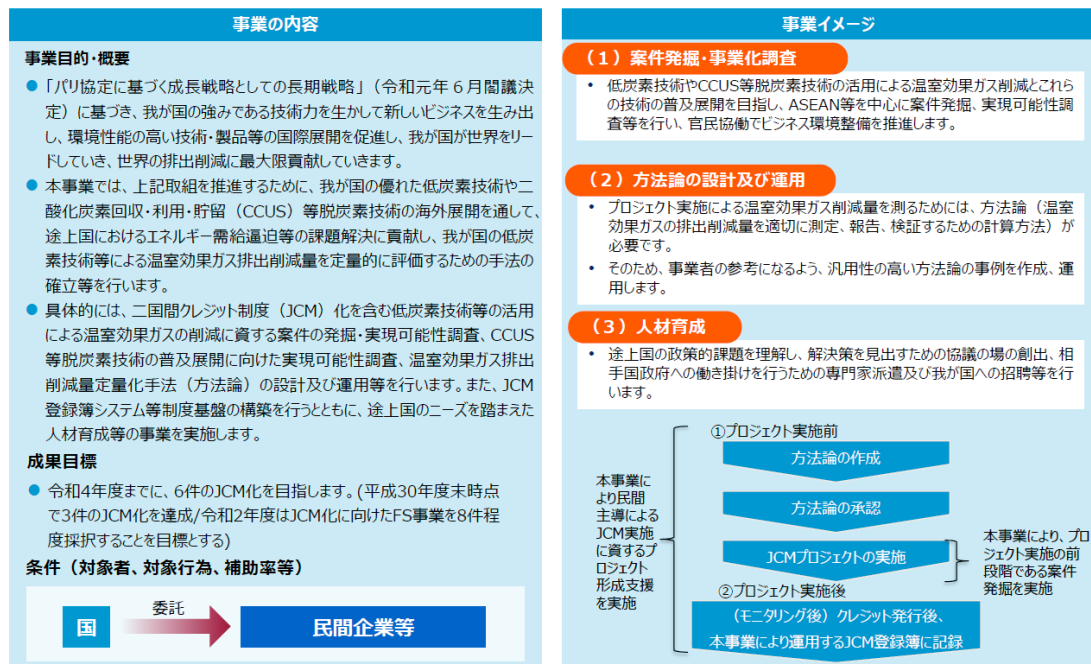 事業の内容
事業目的・概要
● 「パリ協定に基づく成長戦略としての長期戦略」（令和元年６月閣議決
定）に基づき、我が国の強みである技術力を生かして新しいビジネスを生み出
し、環境性能の高い技術・製品等の国際展開を促進し、我が国が世界をリー
ドしていき、世界の排出削減に最大限貢献していきます。
● 本事業では、上記取組を推進するために、我が国の優れた低炭素技術や二
酸化炭素回収・利用・貯留（CCUS）等脱炭素技術の海外展開を通して、
途上国におけるエネルギー需給逼迫等の課題解決に貢献し、我が国の低炭
素技術等による温室効果ガス排出削減量を定量的に評価するための手法の
確立等を行います。
● 具体的には、二国間クレジット制度（JCM）化を含む低炭素技術等の活用
による温室効果ガスの削減に資する案件の発掘・実現可能性調査、CCUS
等脱炭素技術の普及展開に向けた実現可能性調査、温室効果ガス排出
削減量定量化手法（方法論）の設計及び運用等を行います。また、JCM
登録簿システム等制度基盤の構築を行うとともに、途上国のニーズを踏まえた
人材育成等の事業を実施します。
成果目標
● 令和4年度までに、6件のJCM化を目指します。(平成30年度末時点
で3件のJCM化を達成/令和2年度はJCM化に向けたFS事業を8件程
度採択することを目標とする)
条件（対象者、対象行為、補助率等）
国
委託
民間企業等
事業イメージ
（１）案件発掘・事業化調査
• 低炭素技術やCCUS等脱炭素技術の活用による温室効果ガス削減とこれら
の技術の普及展開を目指し、ASEAN等を中心に案件発掘、実現可能性調
査等を行い、官民協働でビジネス環境整備を推進します。
（２）方法論の設計及び運用
• プロジェクト実施による温室効果ガス削減量を測るためには、方法論（温室
効果ガスの排出削減量を適切に測定、報告、検証するための計算方法）が
必要です。
• そのため、事業者の参考になるよう、汎用性の高い方法論の事例を作成、運
用します。
（３）人材育成
• 途上国の政策的課題を理解し、解決策を見出すための協議の場の創出、相
手国政府への働き掛けを行うための専門家派遣及び我が国への招聘等を行
います。
①プロジェクト実施前
方法論の作成
方法論の承認
JCMプロジェクトの実施
②プロジェクト実施後
（モニタリング後）クレジット発行後、
本事業により運用するJCM登録簿に記録
本事業によ
り民間
主導による
JCM実施
に資するプ
ロジェクト
形成支援
を実施
本事業により、プロ
ジェクト実施の前
段階である案件
発掘を実施